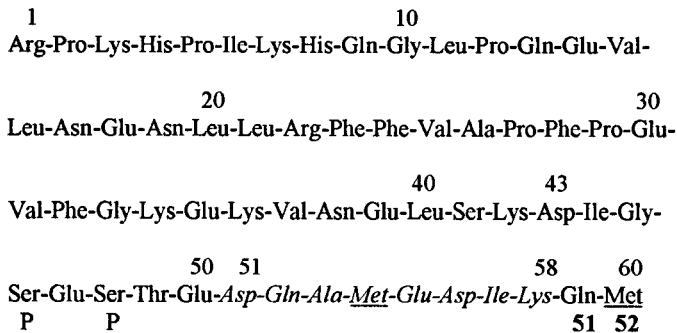 1 10
Arg-Pro-Lys-His-Pro-Ile-Lys-His-Gln-Gly-Leu-Pro-Gln-Glu-Val-
20
Leu-Asn-Glu-Asn-Leu-Leu-Arg-Phe-Phe-Val-Ala-Pro-Phe-Pro-Glu-
30
Val-Phe-Gly-Lys-Glu-Lys-Val-Asn-Glu-Leu-Ser-Lys-Asp-Ile-Gly-
40 43
Ser-Glu-Ser-Thr-Glu-Asp-Gln-Ala-Met-Glu-Asp-Ile-Lys-Gln-Met
50 51 58 60
P P 51 52